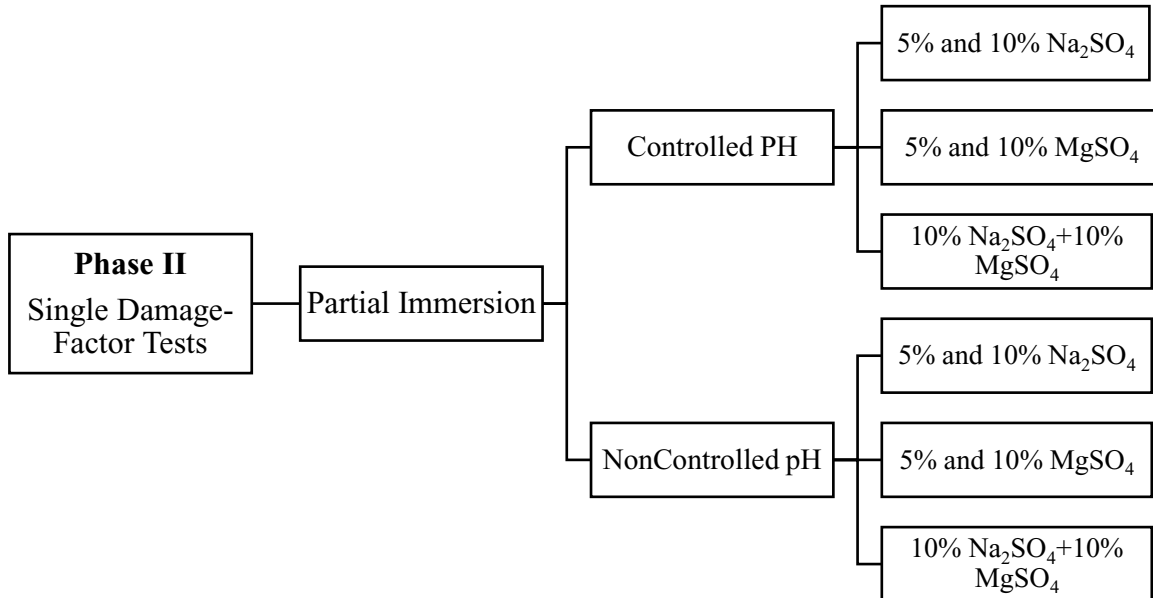 Phase II
Single Damage-
Factor Tests
Partial Immersion
Controlled PH
5% and 10% Na₂SO₄
5% and 10% MgSO₄
10% Na₂SO₄+10%
MgSO₄
NonControlled pH
5% and 10% Na₂SO₄
5% and 10% MgSO₄
10% Na₂SO₄+10%
MgSO₄